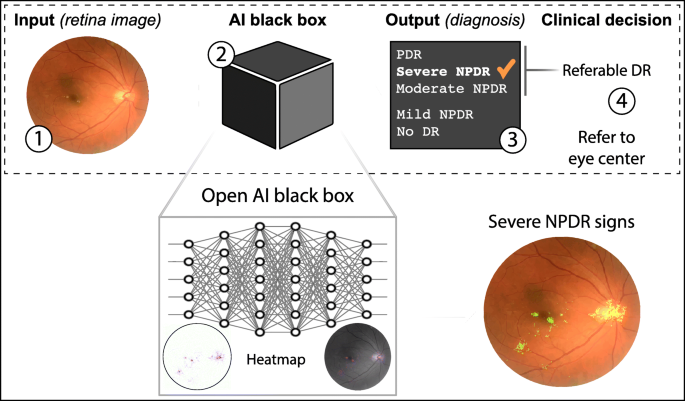 Input (retina image)
AI black box
Output (diagnosis)
Clinical decision
1
2
PDR
Severe NPDR
Moderate NPDR
Mild NPDR
No DR
3
Referable DR
4
Refer to
eye center
Open AI black box
Heatmap
Severe NPDR signs